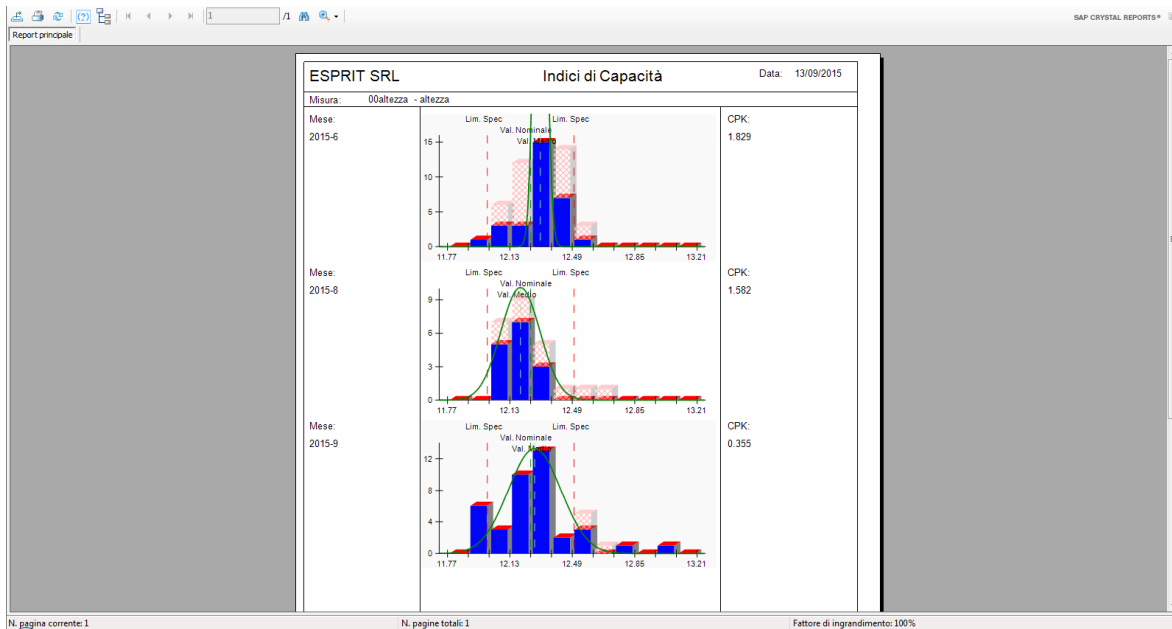 1 /1 SAP CRYSTAL REPORTS®
Report principale
ESPRIT SRL Indici di Capacità Data: 13/09/2015
Misura: 00altezza - altezza
Mese:
2015-6
Lim. Spec Lim. Spec
Val. Nominale
Val. Medio
15
10
5
0
11.77 12.13 12.49 12.85 13.21
CPK:
1.829
Mese:
2015-8
Lim. Spec Lim. Spec
Val. Nominale
Val. Medio
9
6
3
0
11.77 12.13 12.49 12.85 13.21
CPK:
1.582
Mese:
2015-9
Lim. Spec Lim. Spec
Val. Nominale
Val. Medio
12
8
4
0
11.77 12.13 12.49 12.85 13.21
CPK:
0.355
N. pagina corrente: 1 N. pagine totali: 1 Fattore di ingrandimento: 100%